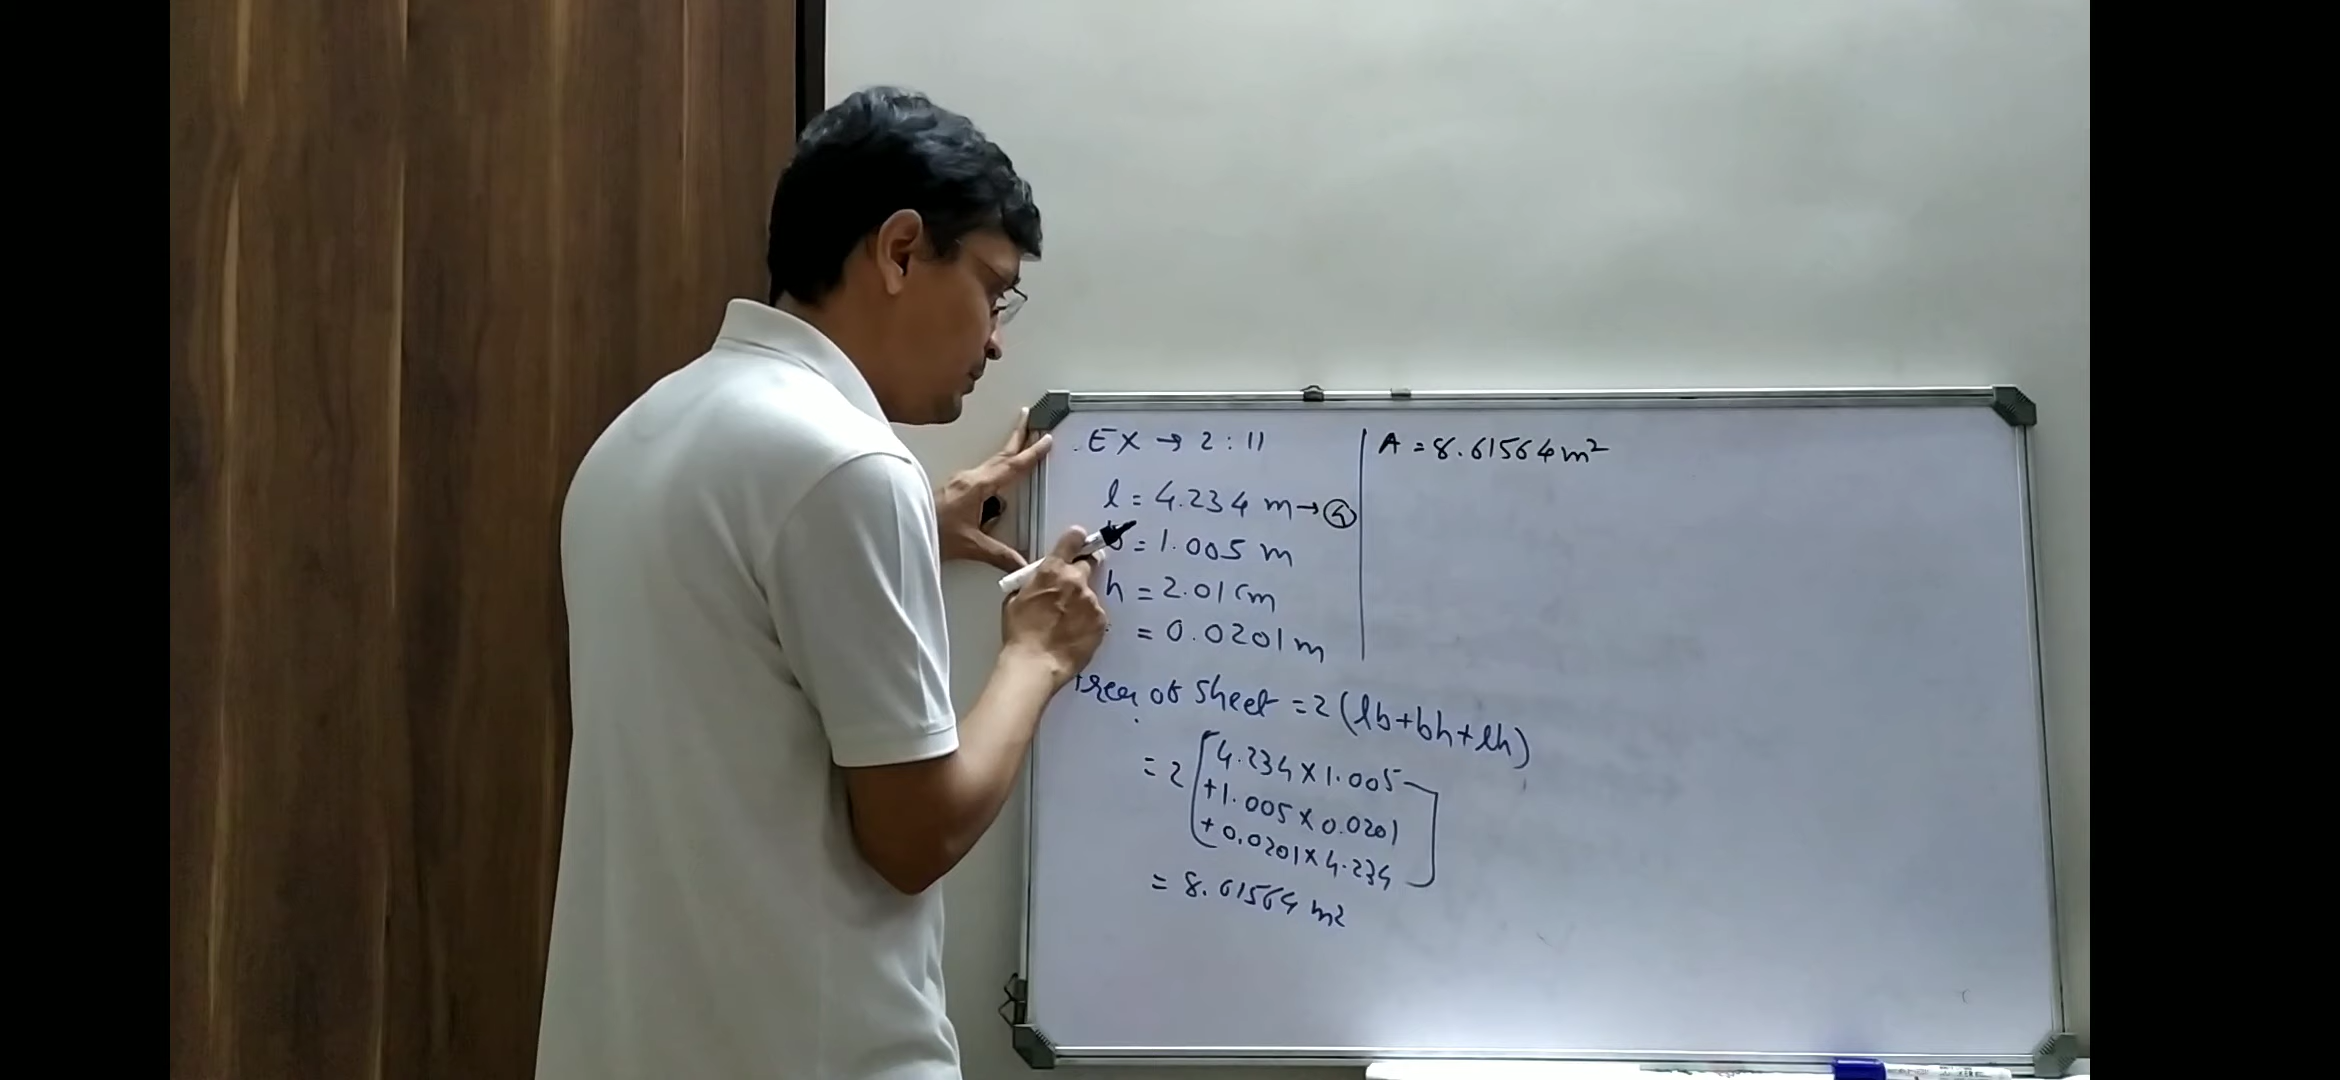 EX → 2:11
l = 4.234 m → 4
b = 1.005 m
h = 2.01 cm
= 0.0201 m
Area of sheet = 2(lb+bh+lh)
= 2[4.234×1.005
+1.005×0.0201
+0.0201×4.234]
= 8.61564 m2
A = 8.61564 m2